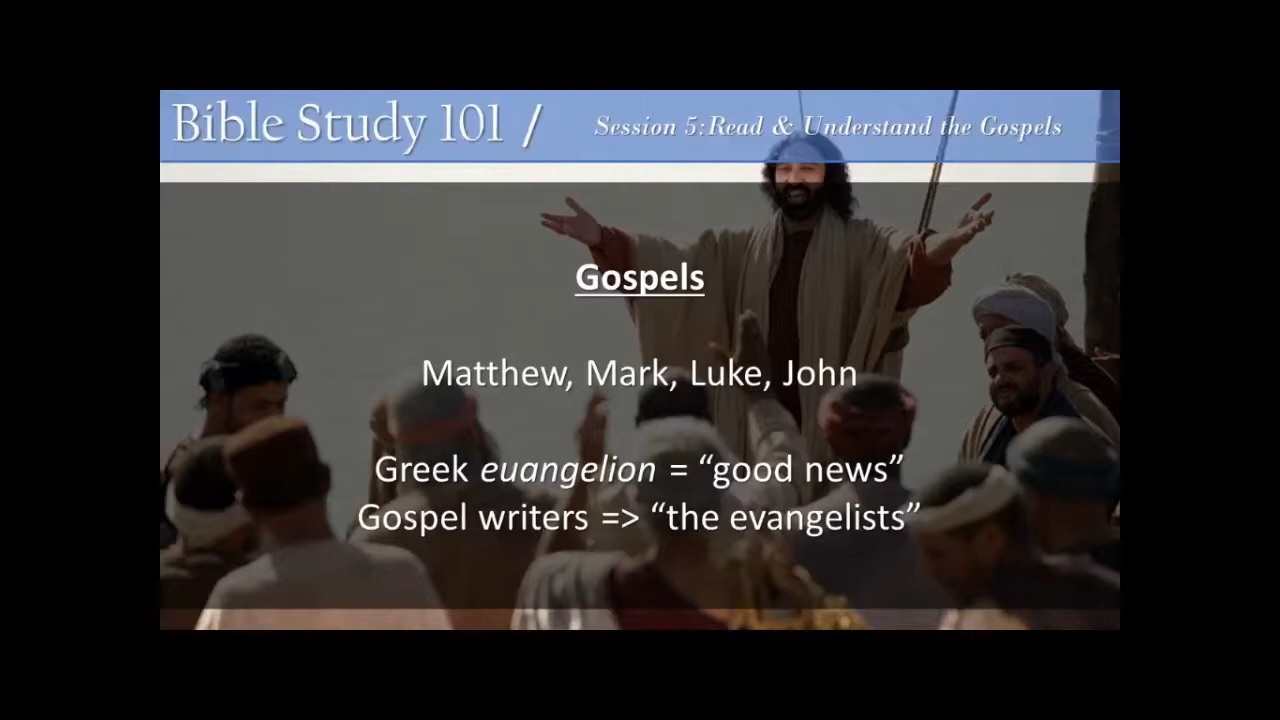 Bible Study 101 / Session 5: Read & Understand the Gospels
Gospels
Matthew, Mark, Luke, John
Greek euangelion = “good news”
Gospel writers => “the evangelists”